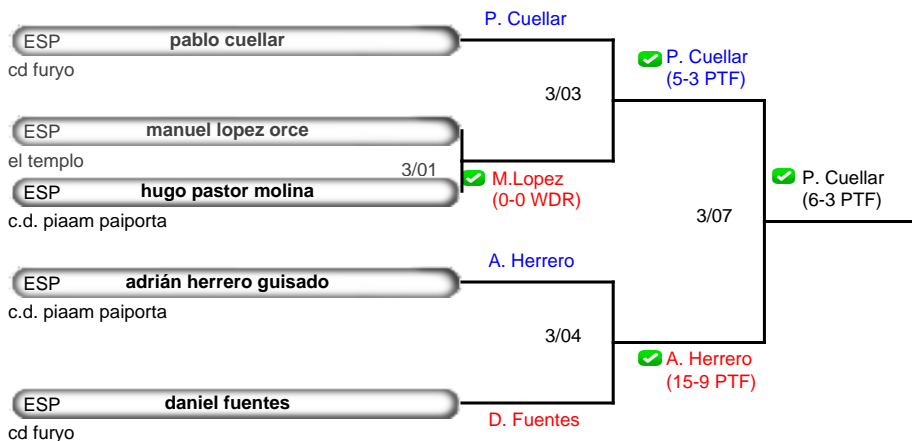 P. Cuellar
ESP pablo cuellar
cd furyo
P. Cuellar
(5-3 PTF)
3/03
ESP manuel lopez orce
el templo
3/01
M.Lopez
(0-0 WDR)
ESP hugo pastor molina
c.d. piaam paiporta
P. Cuellar
(6-3 PTF)
3/07
A. Herrero
ESP adrián herrero guisado
c.d. piaam paiporta
3/04
A. Herrero
(15-9 PTF)
ESP daniel fuentes
D. Fuentes
cd furyo